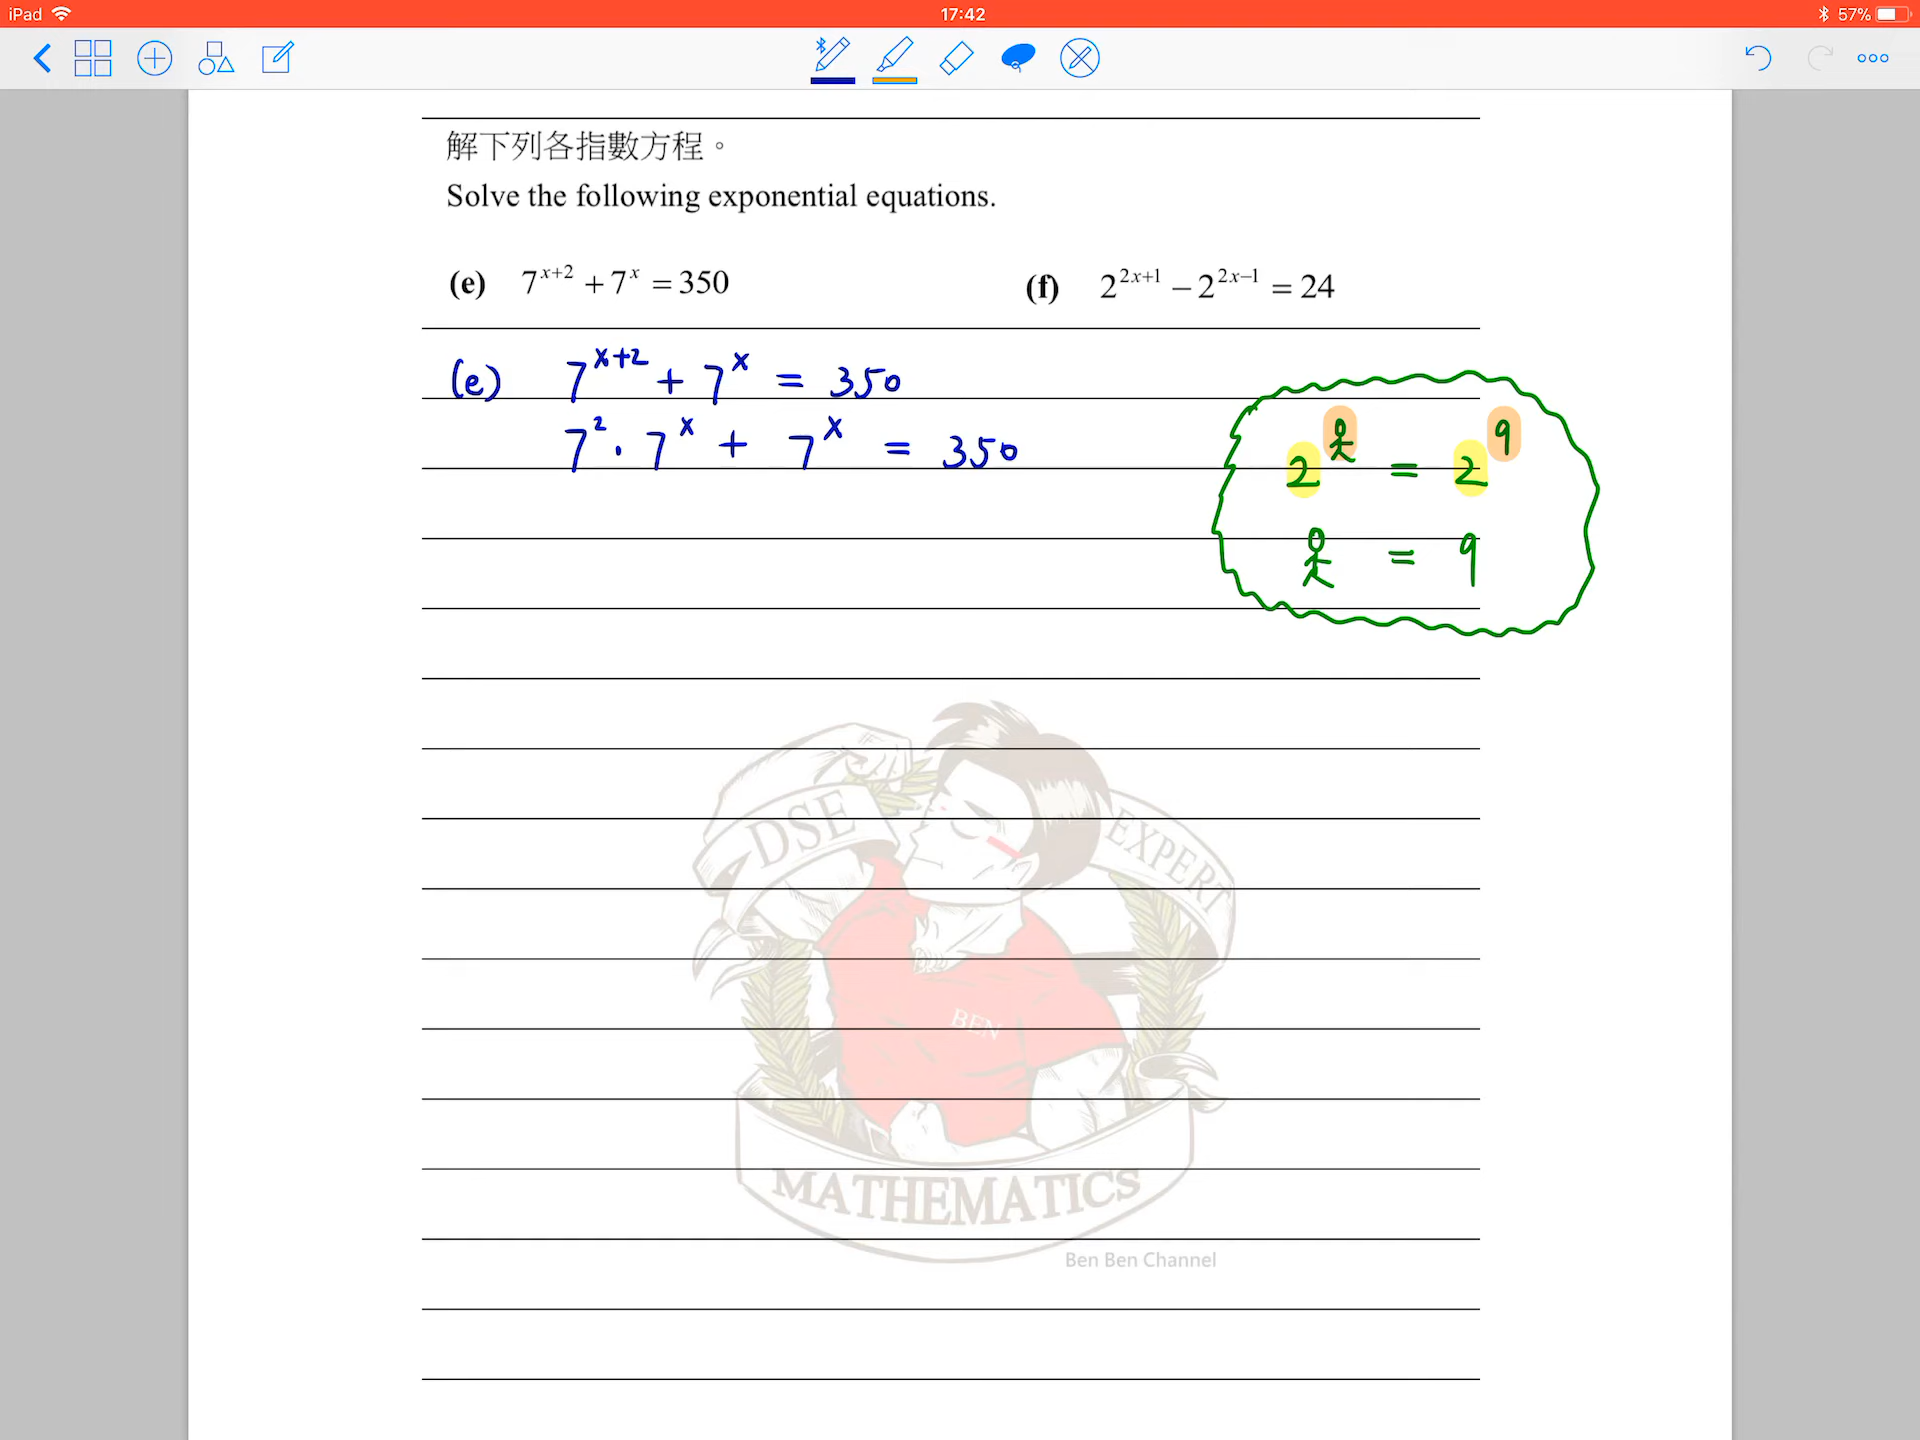 iPad 17:42 57%
解下列各指數方程。
Solve the following exponential equations.
(e) 7^{x+2} + 7^x = 350 (f) 2^{2x+1} − 2^{2x−1} = 24
(e) 7^{x+2} + 7^x = 350
7^2 · 7^x + 7^x = 350
2^웃 = 2^9
웃 = 9
DSE EXPERT
BEN
MATHEMATICS
Ben Ben Channel